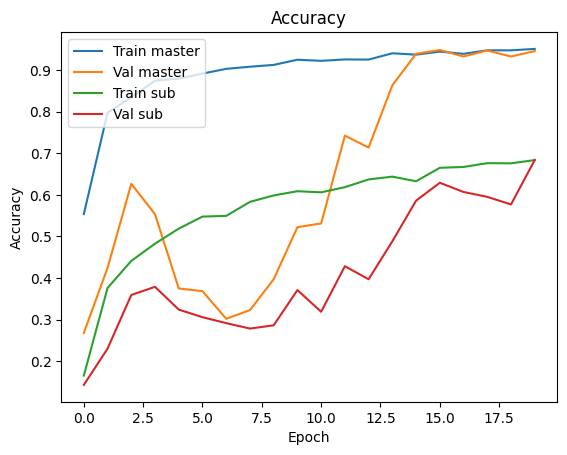 Accuracy
Train master
Val master
Train sub
Val sub
Accuracy
0.9
0.8
0.7
0.6
0.5
0.4
0.3
0.2
0.0 2.5 5.0 7.5 10.0 12.5 15.0 17.5
Epoch